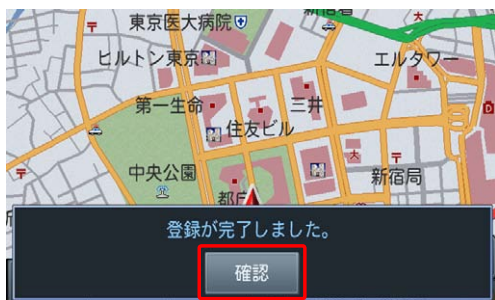 東京医大病院
ヒルトン東京
エルタワー
第一生命
三井
住友ビル
中央公園
新宿局
都庁
登録が完了しました。
確認